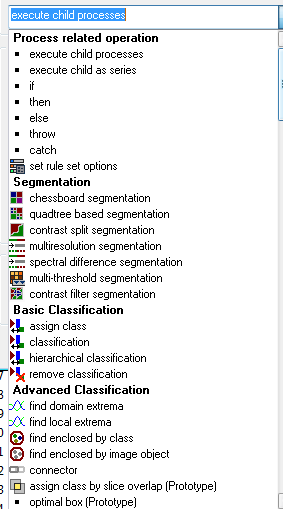 execute child processes
Process related operation
execute child processes
execute child as series
if
then
else
throw
catch
set rule set options
Segmentation
chessboard segmentation
quadtree based segmentation
contrast split segmentation
multiresolution segmentation
spectral difference segmentation
multi-threshold segmentation
contrast filter segmentation
Basic Classification
assign class
classification
hierarchical classification
remove classification
Advanced Classification
find domain extrema
find local extrema
find enclosed by class
find enclosed by image object
connector
assign class by slice overlap (Prototype)
optimal box (Prototype)